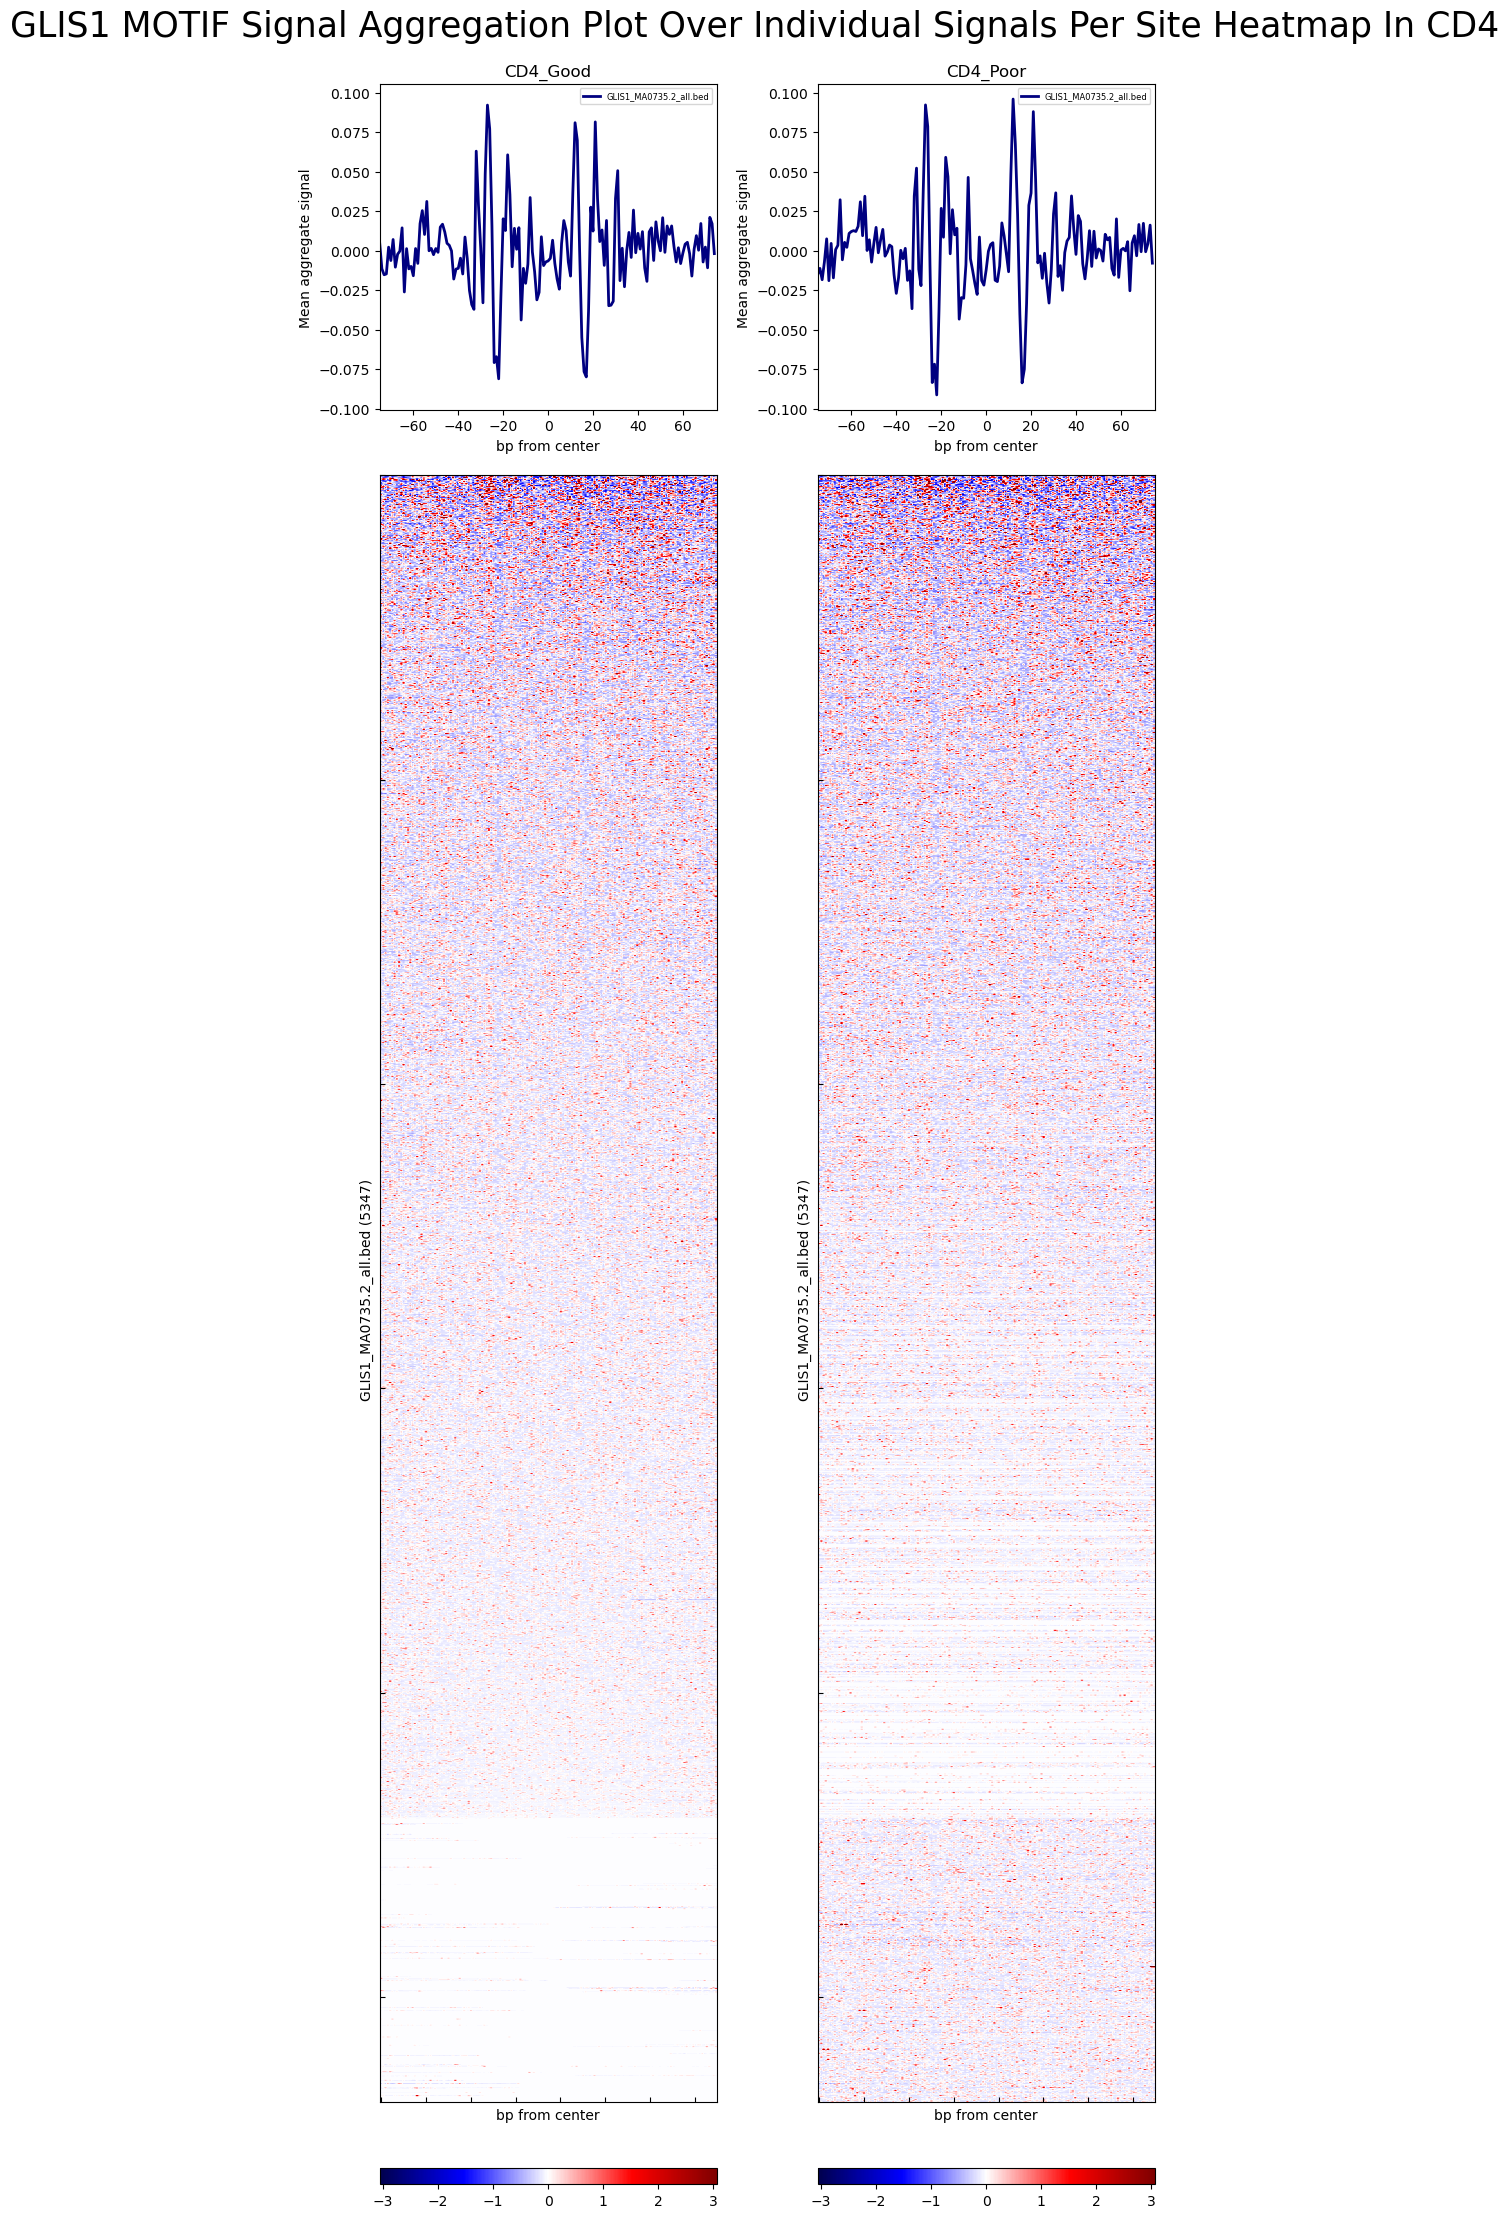 GLIS1 MOTIF Signal Aggregation Plot Over Individual Signals Per Site Heatmap In CD4
CD4_Good
GLIS1_MA0735.2_all.bed
0.100
0.075
0.050
0.025
0.000
−0.025
−0.050
−0.075
−0.100
Mean aggregate signal
−60 −40 −20 0 20 40 60
bp from center
CD4_Poor
GLIS1_MA0735.2_all.bed
0.100
0.075
0.050
0.025
0.000
−0.025
−0.050
−0.075
−0.100
Mean aggregate signal
−60 −40 −20 0 20 40 60
bp from center
GLIS1_MA0735.2_all.bed (5347)
bp from center
−3 −2 −1 0 1 2 3
GLIS1_MA0735.2_all.bed (5347)
bp from center
−3 −2 −1 0 1 2 3